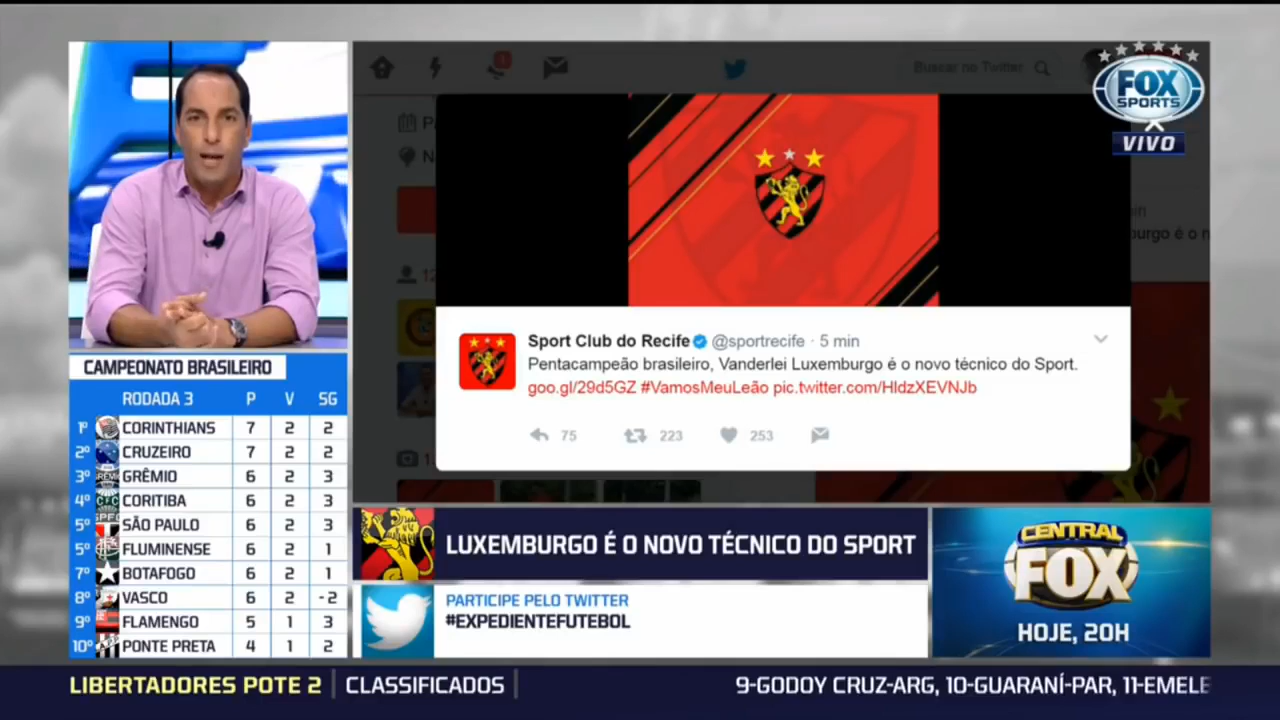 Buscar no Twitter
FOX
SPORTS
VIVO
Sport Club do Recife @sportrecife · 5 min
Pentacampeão brasileiro, Vanderlei Luxemburgo é o novo técnico do Sport.
goo.gl/29d5GZ #VamosMeuLeão pic.twitter.com/HldzXEVNJb
75 223 253
CAMPEONATO BRASILEIRO
RODADA 3 P V SG
1º CORINTHIANS 7 2 2
2º CRUZEIRO 7 2 2
3º GRÊMIO 6 2 3
4º CORITIBA 6 2 3
5º SÃO PAULO 6 2 3
5º FLUMINENSE 6 2 1
7º BOTAFOGO 6 2 1
8º VASCO 6 2 -2
9º FLAMENGO 5 1 3
10º PONTE PRETA 4 1 2
LUXEMBURGO É O NOVO TÉCNICO DO SPORT
PARTICIPE PELO TWITTER
#EXPEDIENTEFUTEBOL
CENTRAL
FOX
HOJE, 20H
LIBERTADORES POTE 2 CLASSIFICADOS 9-GODOY CRUZ-ARG, 10-GUARANÍ-PAR, 11-EMELE